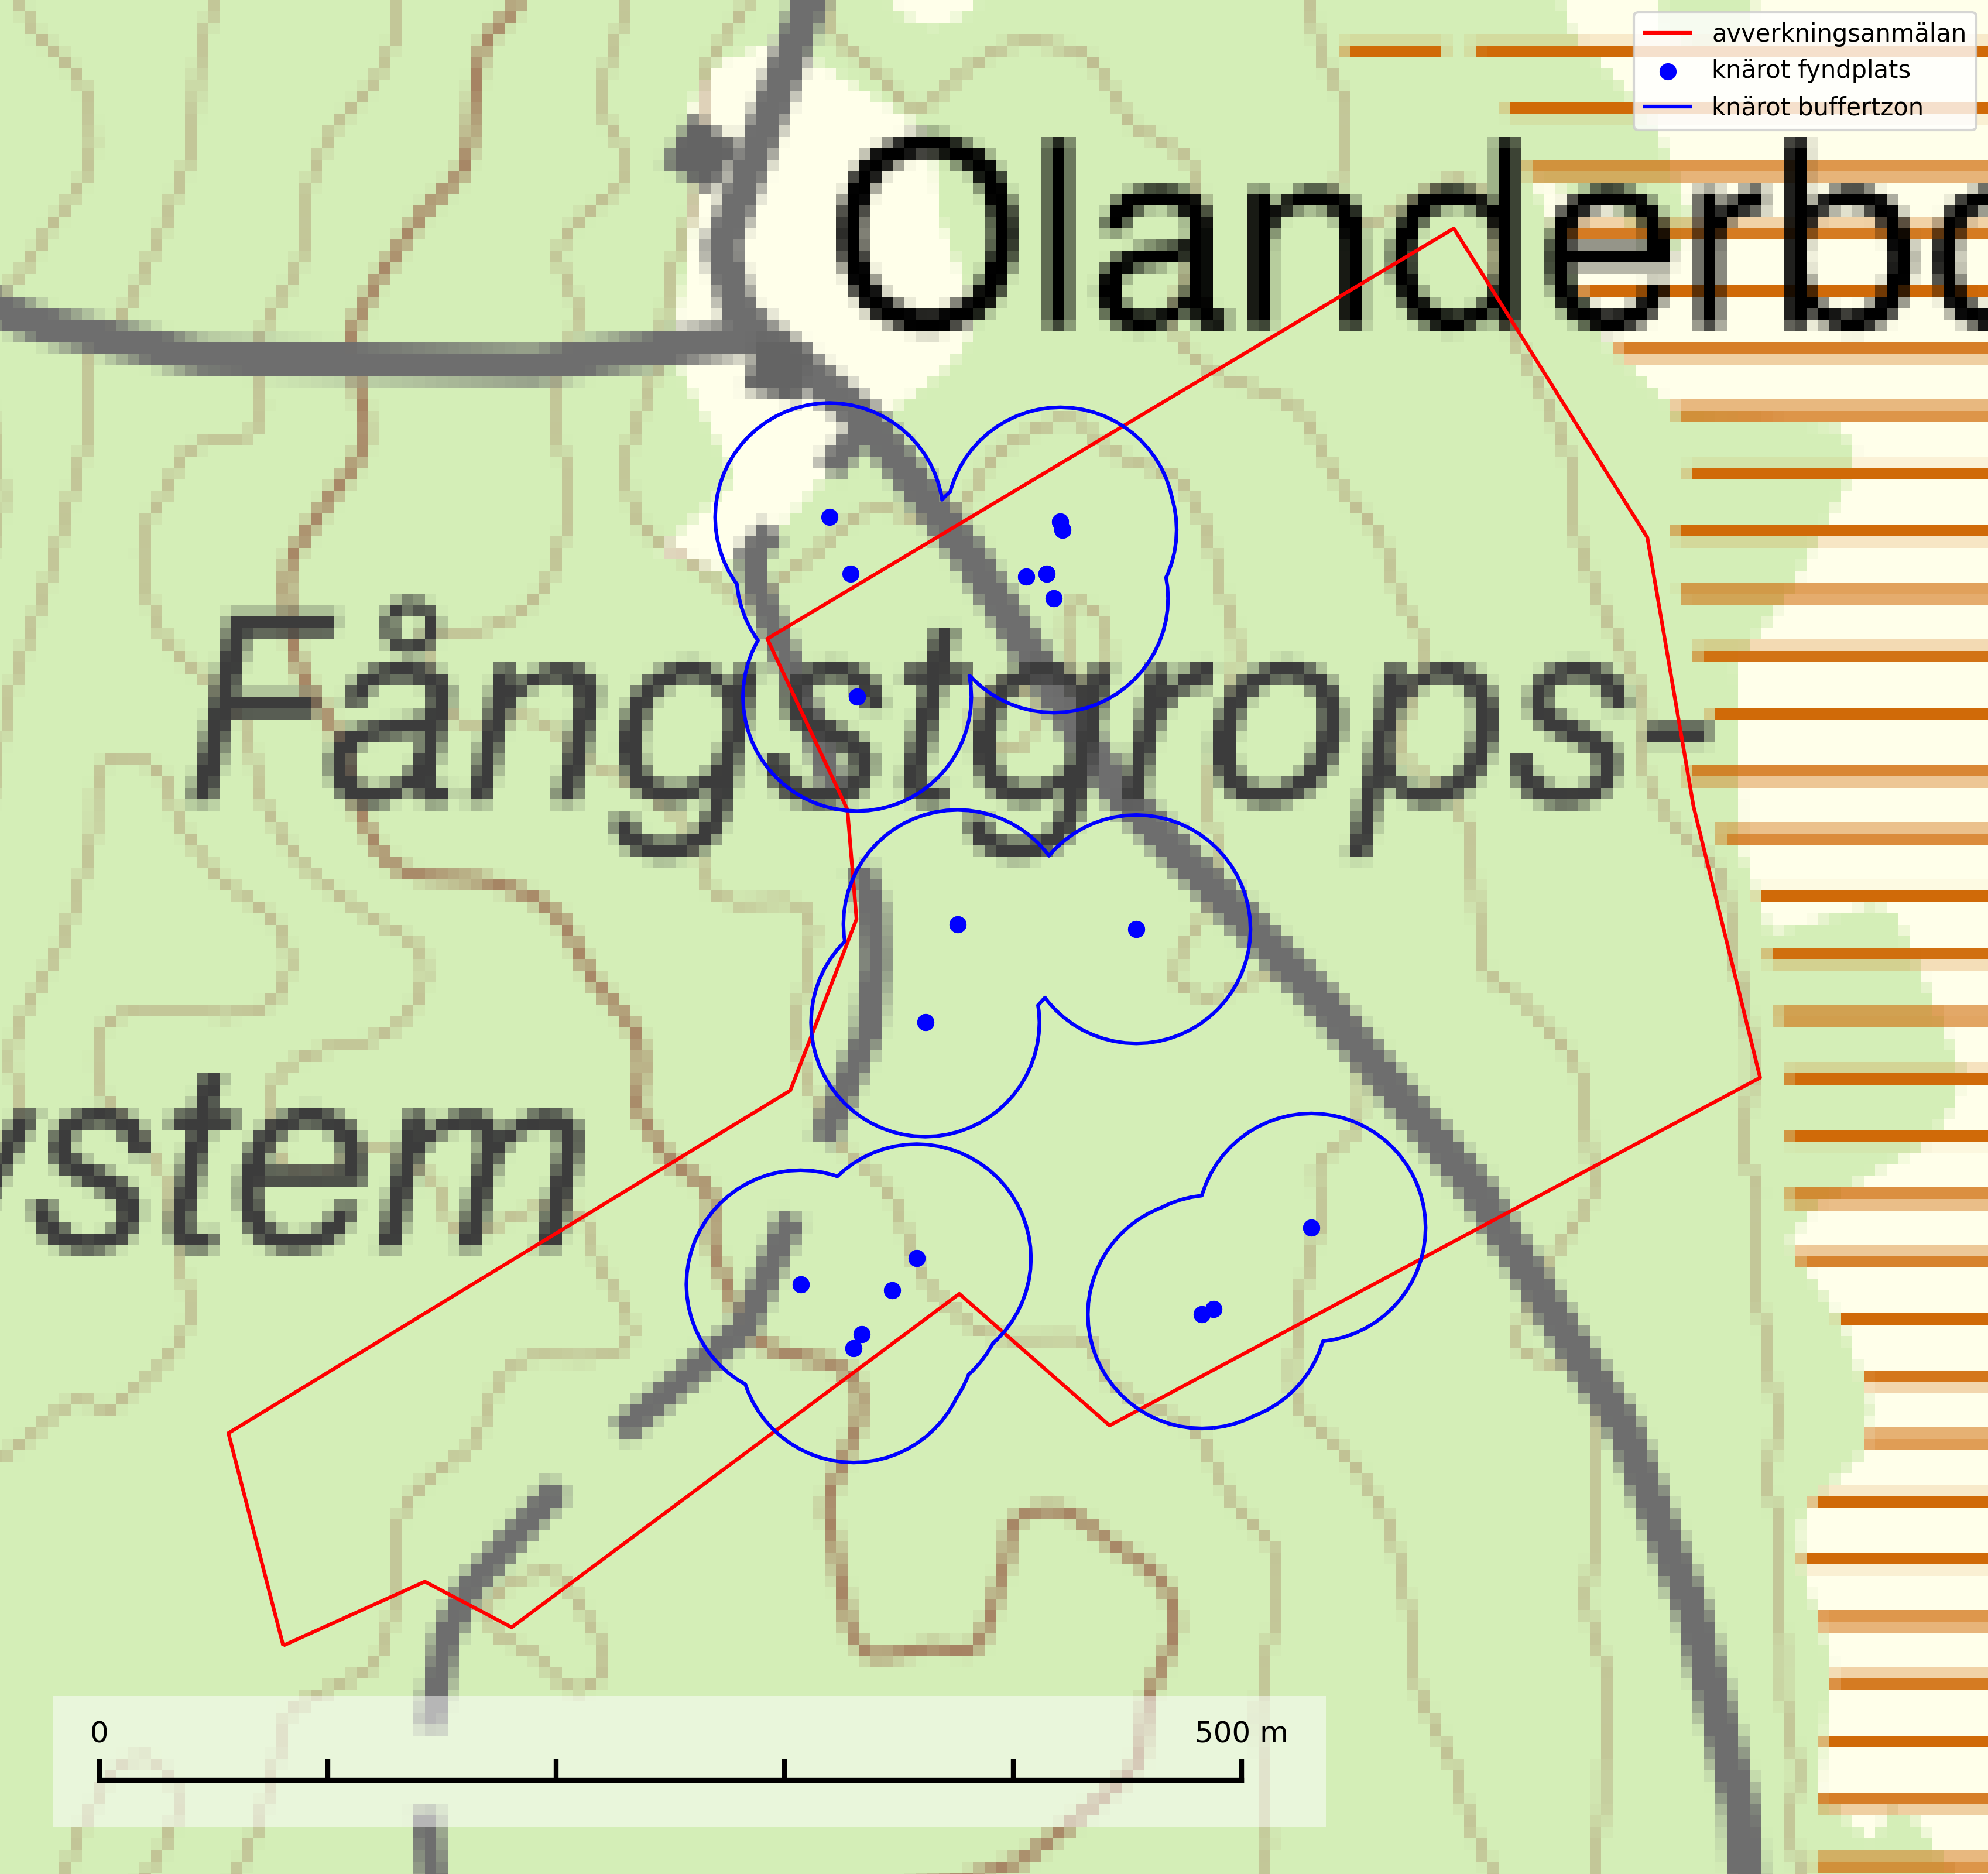 avverkningsanmälan
knärot fyndplats
knärot buffertzon
Olanderbo
Fångstgrops-
ystem
0 500 m